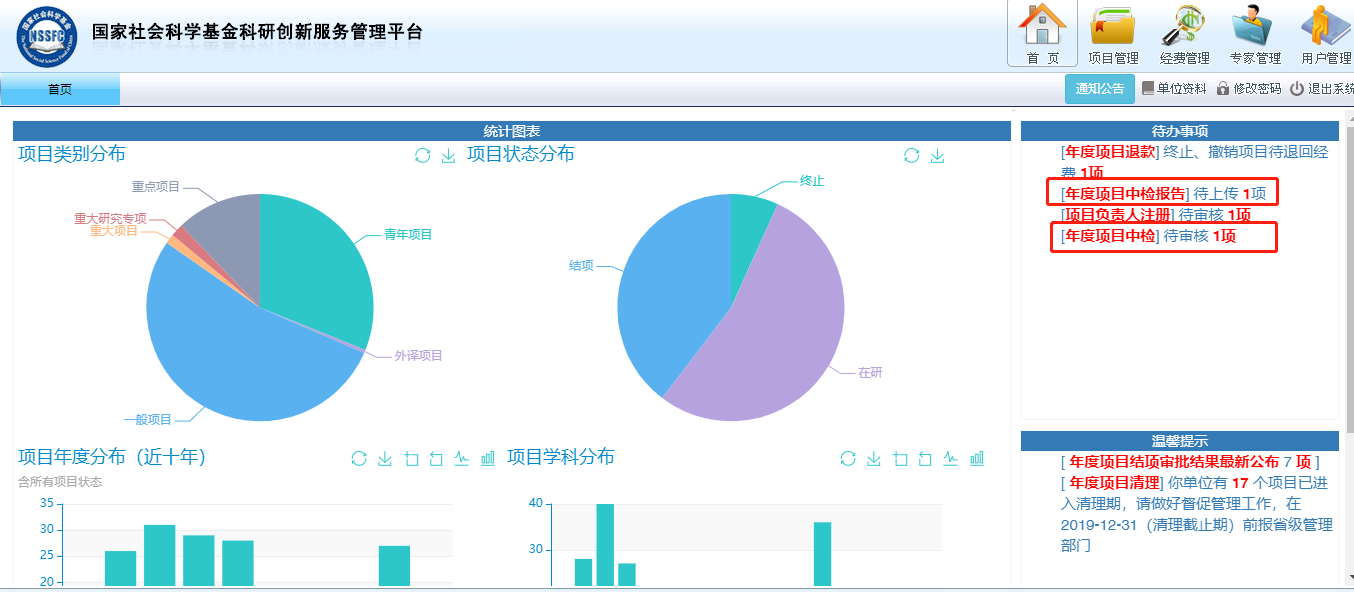 NSSFC
国家社会科学基金科研创新服务管理平台
首 页
项目管理
经费管理
专家管理
用户管理
首页
通知公告
单位资料
修改密码
退出系统
统计图表
项目类别分布
重点项目
重大研究专项
重大项目
青年项目
外译项目
一般项目
项目状态分布
终止
结项
在研
项目年度分布（近十年）
含所有项目状态
35
30
25
20
项目学科分布
40
30
待办事项
[年度项目退款] 终止、撤销项目待退回经
费 1项
[年度项目中检报告] 待上传 1项
[项目负责人注册] 待审核 1项
[年度项目中检] 待审核 1项
温馨提示
[ 年度项目结项审批结果最新公布 7 项 ]
[ 年度项目清理] 你单位有 17 个项目已进
入清理期，请做好督促管理工作，在
2019-12-31（清理截止期）前报省级管理
部门